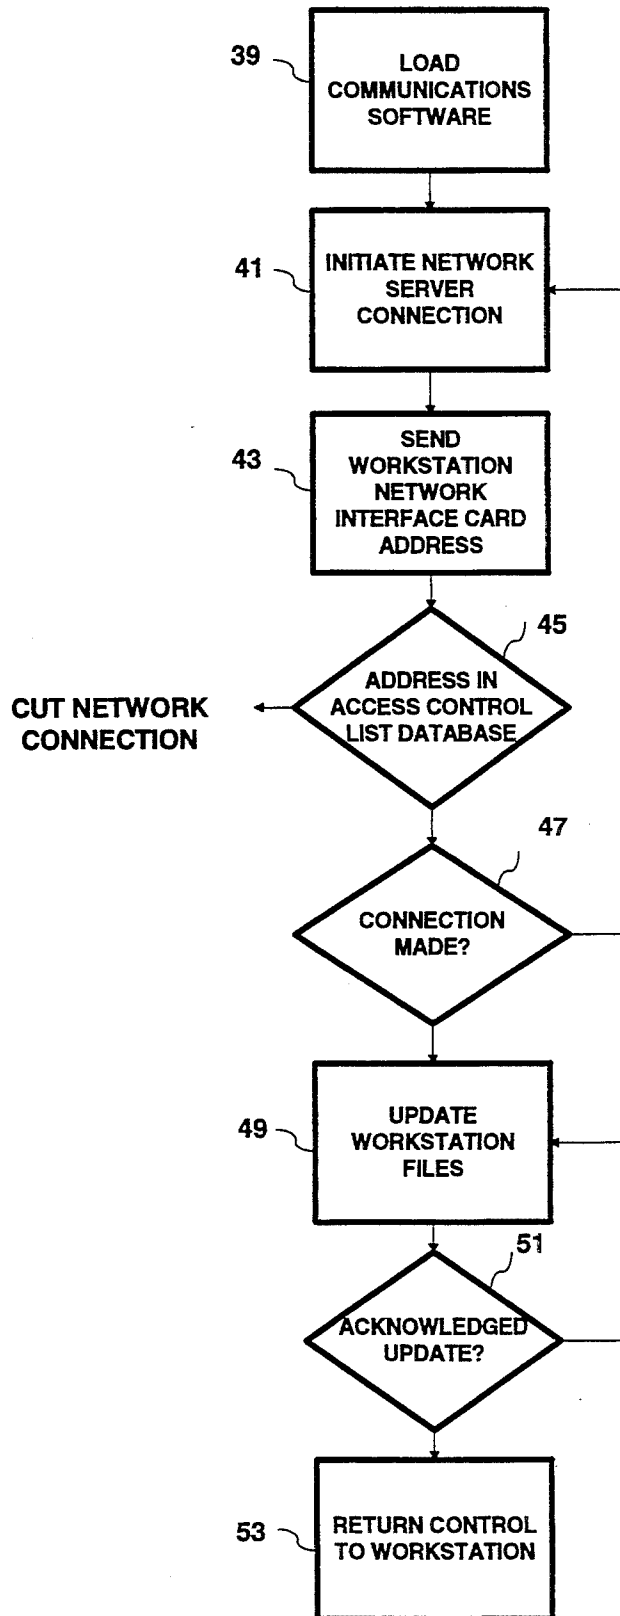 39
LOAD
COMMUNICATIONS
SOFTWARE
41
INITIATE NETWORK
SERVER
CONNECTION
43
SEND
WORKSTATION
NETWORK
INTERFACE CARD
ADDRESS
45
ADDRESS IN
ACCESS CONTROL
LIST DATABASE
CUT NETWORK
CONNECTION
47
CONNECTION
MADE?
49
UPDATE
WORKSTATION
FILES
51
ACKNOWLEDGED
UPDATE?
53
RETURN CONTROL
TO WORKSTATION